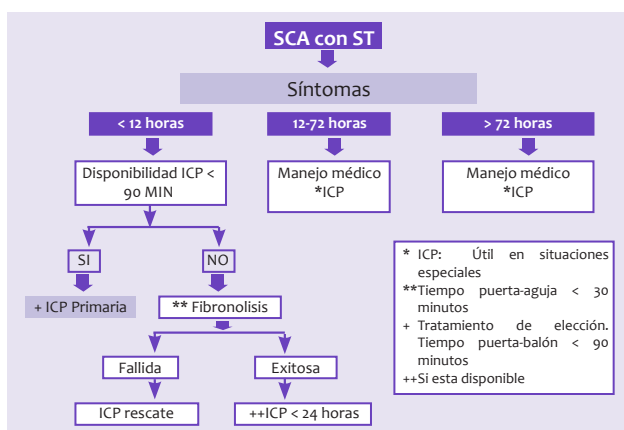 SCA con ST
Síntomas
< 12 horas
12-72 horas
> 72 horas
Disponibilidad ICP <
90 MIN
Manejo médico
*ICP
Manejo médico
*ICP
SI
NO
+ ICP Primaria
** Fibronolisis
Fallida
Exitosa
ICP rescate
++ICP < 24 horas
* ICP: Útil en situaciones
especiales
**Tiempo puerta-aguja < 30
minutos
+ Tratamiento de elección.
Tiempo puerta-balón < 90
minutos
++Si esta disponible